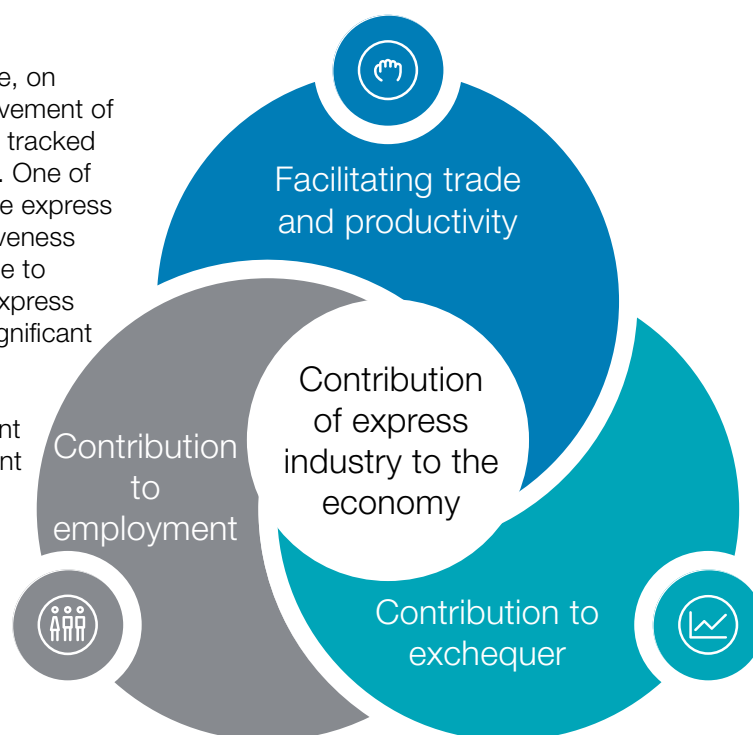 e, on
vement of
tracked
. One of
e express
iveness
e to
xpress
gnificant
nt
nt
Facilitating trade
and productivity
Contribution
of express
industry to the
economy
Contribution
to
employment
Contribution to
exchequer